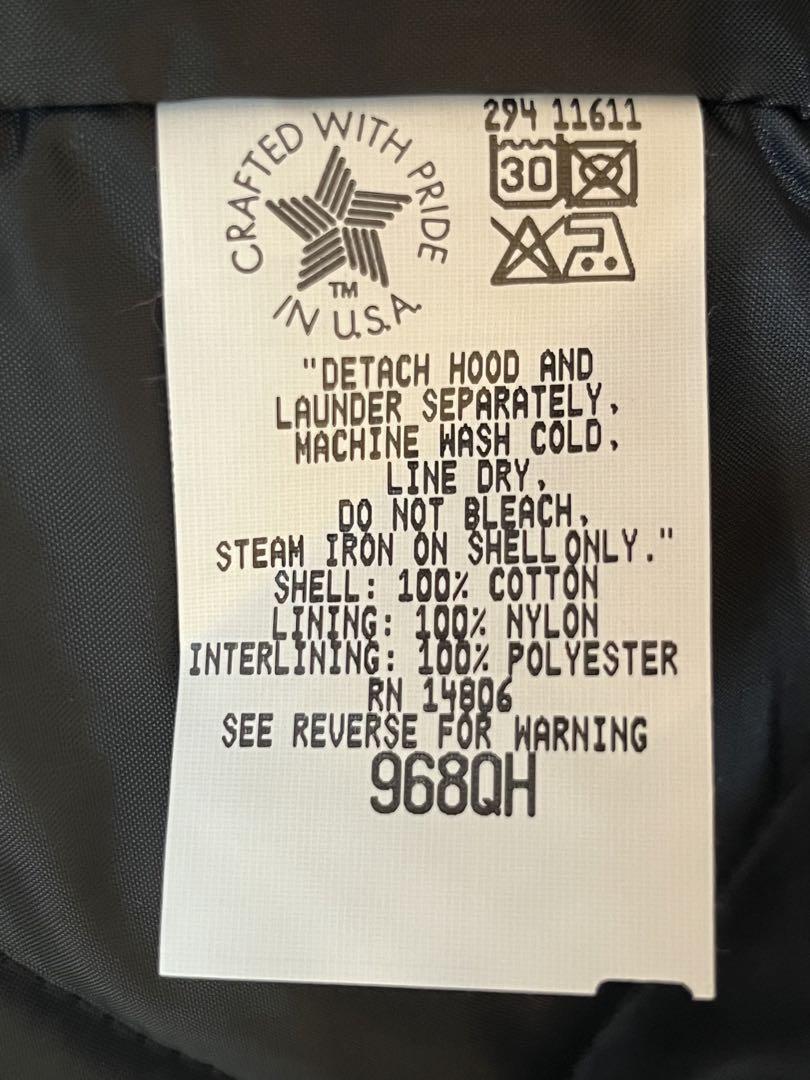 CRAFTED WITH PRIDE
TM
IN U.S.A.
294 11611
30
"DETACH HOOD AND
LAUNDER SEPARATELY,
MACHINE WASH COLD,
LINE DRY,
DO NOT BLEACH,
STEAM IRON ON SHELL ONLY."
SHELL: 100% COTTON
LINING: 100% NYLON
INTERLINING: 100% POLYESTER
RN 14806
SEE REVERSE FOR WARNING
968QH